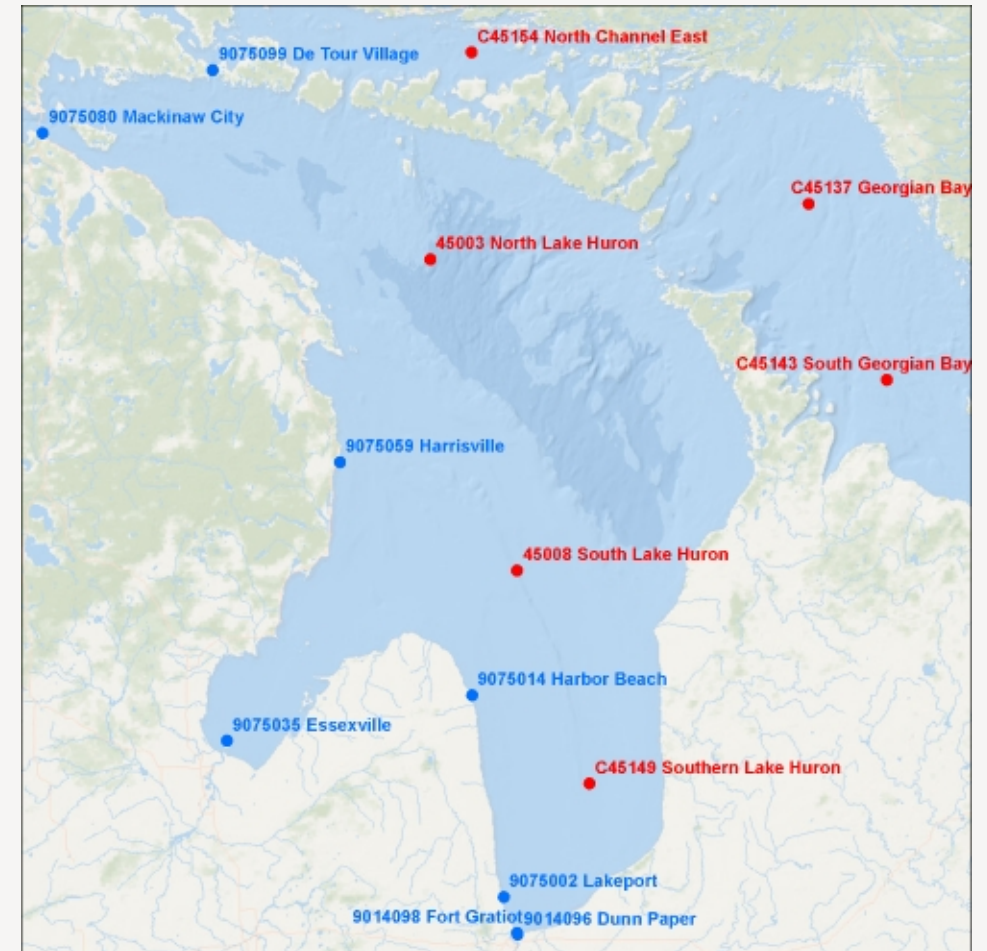 C45154 North Channel East
9075099 De Tour Village
9075080 Mackinaw City
C45137 Georgian Bay
45003 North Lake Huron
C45143 South Georgian Bay
9075059 Harrisville
45008 South Lake Huron
9075014 Harbor Beach
9075035 Essexville
C45149 Southern Lake Huron
9075002 Lakeport
9014098 Fort Gratiot
9014096 Dunn Paper